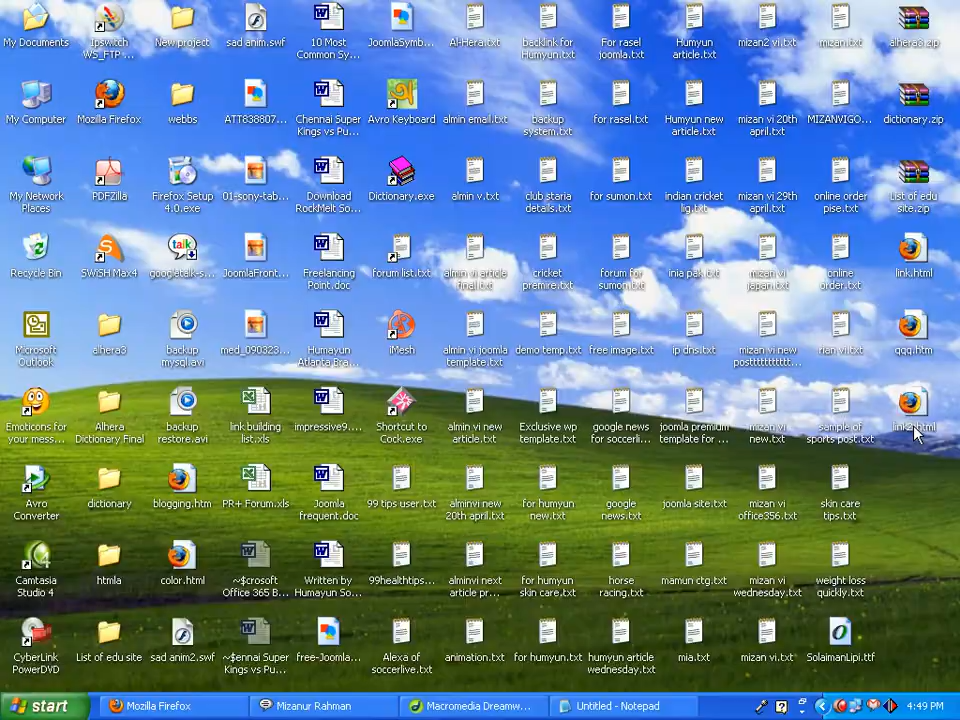 My Documents
Ipswitch
WS_FTP ...
New project
sad anim.swf
10 Most
Common Sy...
JoomlaSymb...
Al-Hera.txt
backlink for
Humyun.txt
For rasel
joomla.txt
Humyun
article.txt
mizan2 vi.txt
mizan.txt
alhera3.zip
My Computer
Mozilla Firefox
webbs
ATT838807...
Chennai Super
Kings vs Pu...
Avro Keyboard
almin email.txt
backup
system.txt
for rasel.txt
Humyun new
article.txt
mizan vi 20th
april.txt
MIZANVIGO...
dictionary.zip
My Network
Places
PDFZilla
Firefox Setup
4.0.exe
01-sony-tab...
Download
RockMelt So...
Dictionary.exe
almin v.txt
club staria
details.txt
for sumon.txt
indian cricket
lig.txt
mizan vi 29th
april.txt
online order
pise.txt
List of edu
site.zip
Recycle Bin
SWiSH Max4
talk
googletalk-s...
JoomlaFront...
Freelancing
Point.doc
forum list.txt
almin vi article
final.txt
cricket
premire.txt
forum for
sumon.txt
inia pak.txt
mizan vi
japan.txt
online
order.txt
link.html
Microsoft
Outlook
alhera3
backup
mysql.avi
med_090323...
Humayun
Atlanta Bra...
iMesh
almin vi joomla
template.txt
demo temp.txt
free image.txt
ip dns.txt
mizan vi new
posttttttttttt...
rian vi.txt
qqq.htm
Emoticons for
your mess...
Alhera
Dictionary Final
backup
restore.avi
link building
list.xls
impressive9....
Shortcut to
Cock.exe
almin vi new
article.txt
Exclusive wp
template.txt
google news
for soccerli...
joomla premium
template for ...
mizan vi
new.txt
sample of
sports post.txt
link2.html
Avro
Converter
dictionary
blogging.htm
PR+ Forum.xls
Joomla
frequent.doc
99 tips user.txt
alminvi new
20th april.txt
for humyun
new.txt
google
news.txt
joomla site.txt
mizan vi
office356.txt
skin care
tips.txt
Camtasia
Studio 4
htmla
color.html
~$crosoft
Office 365 B...
Written by
Humayun So...
99healthtips...
alminvi next
article pr...
for humyun
skin care.txt
horse
racing.txt
mamun ctg.txt
mizan vi
wednesday.txt
weight loss
quickly.txt
CyberLink
PowerDVD
List of edu site
sad anim2.swf
~$ennai Super
Kings vs Pu...
free-Jooma...
Alexa of
soccerlive.txt
animation.txt
for humyun.txt
humyun article
wednesday.txt
mia.txt
mizan vi.txt
SolaimanLipi.ttf
start
Mozilla Firefox
Mizanur Rahman
Macromedia Dreamw...
Untitled - Notepad
4:49 PM